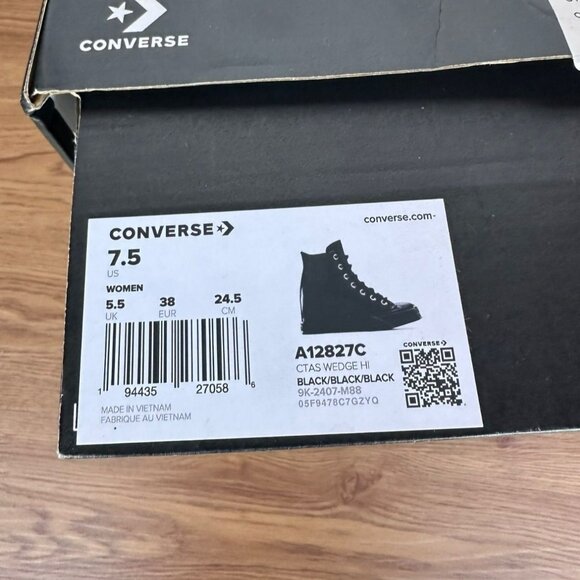 CONVERSE
CONVERSE
converse.com
7.5
US
WOMEN
5.5 38 24.5
UK EUR CM
1 94435 27058 6
MADE IN VIETNAM
FABRIQUÉ AU VIETNAM
A12827C
CTAS WEDGE HI
BLACK/BLACK/BLACK
9K-2407-M88
05F9478C7GZYQ
CONVERSE